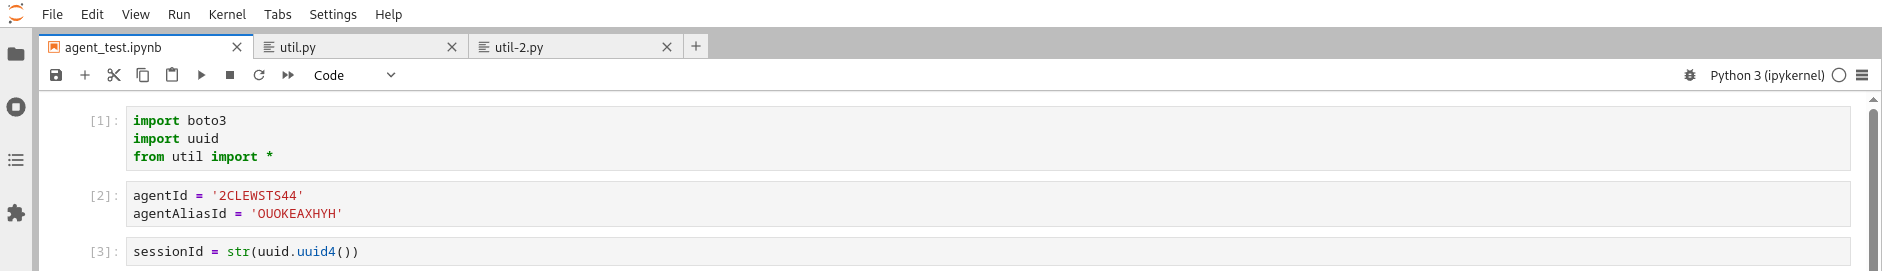 File Edit View Run Kernel Tabs Settings Help
agent_test.ipynb util.py util-2.py
Code Python 3 (ipykernel)
[1]: import boto3
import uuid
from util import *
[2]: agentId = '2CLEWSTS44'
agentAliasId = 'OUOKEAXHYH'
[3]: sessionId = str(uuid.uuid4())